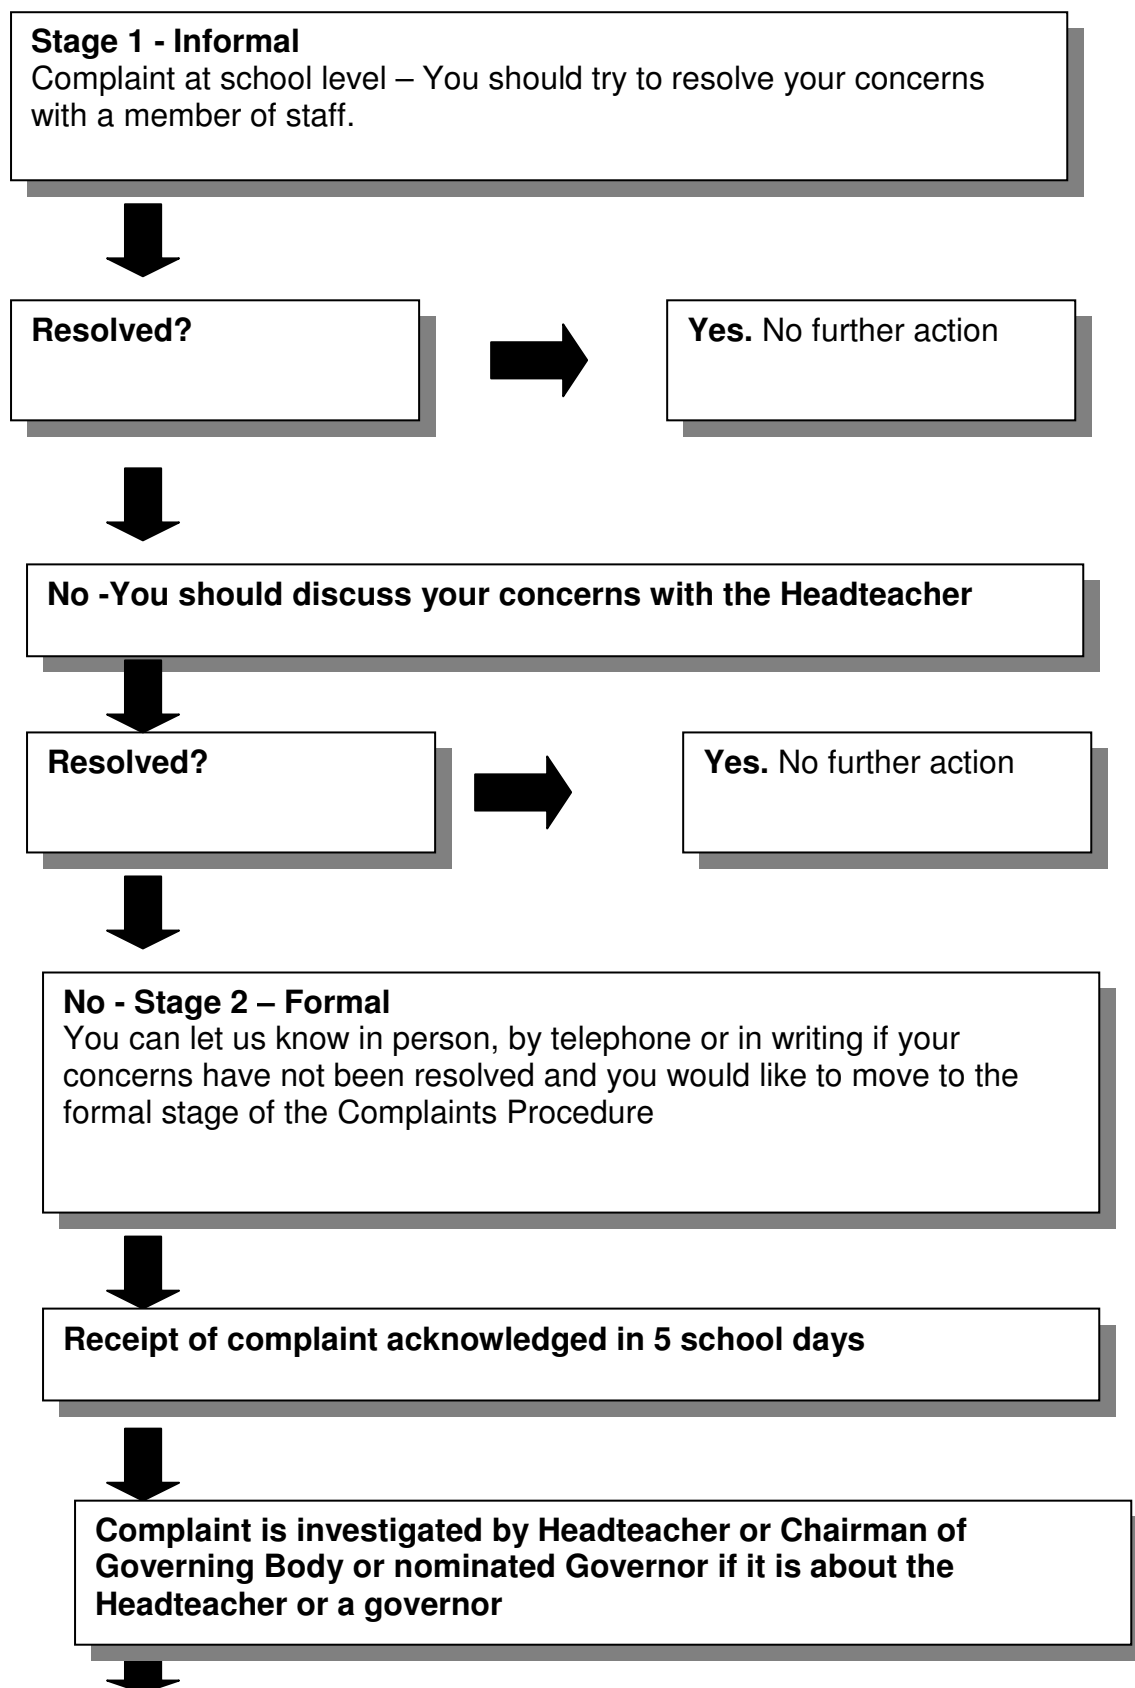 Stage 1 - Informal
Complaint at school level – You should try to resolve your concerns
with a member of staff.
Resolved?
Yes. No further action
No -You should discuss your concerns with the Headteacher
Resolved?
Yes. No further action
No - Stage 2 – Formal
You can let us know in person, by telephone or in writing if your
concerns have not been resolved and you would like to move to the
formal stage of the Complaints Procedure
Receipt of complaint acknowledged in 5 school days
Complaint is investigated by Headteacher or Chairman of
Governing Body or nominated Governor if it is about the
Headteacher or a governor